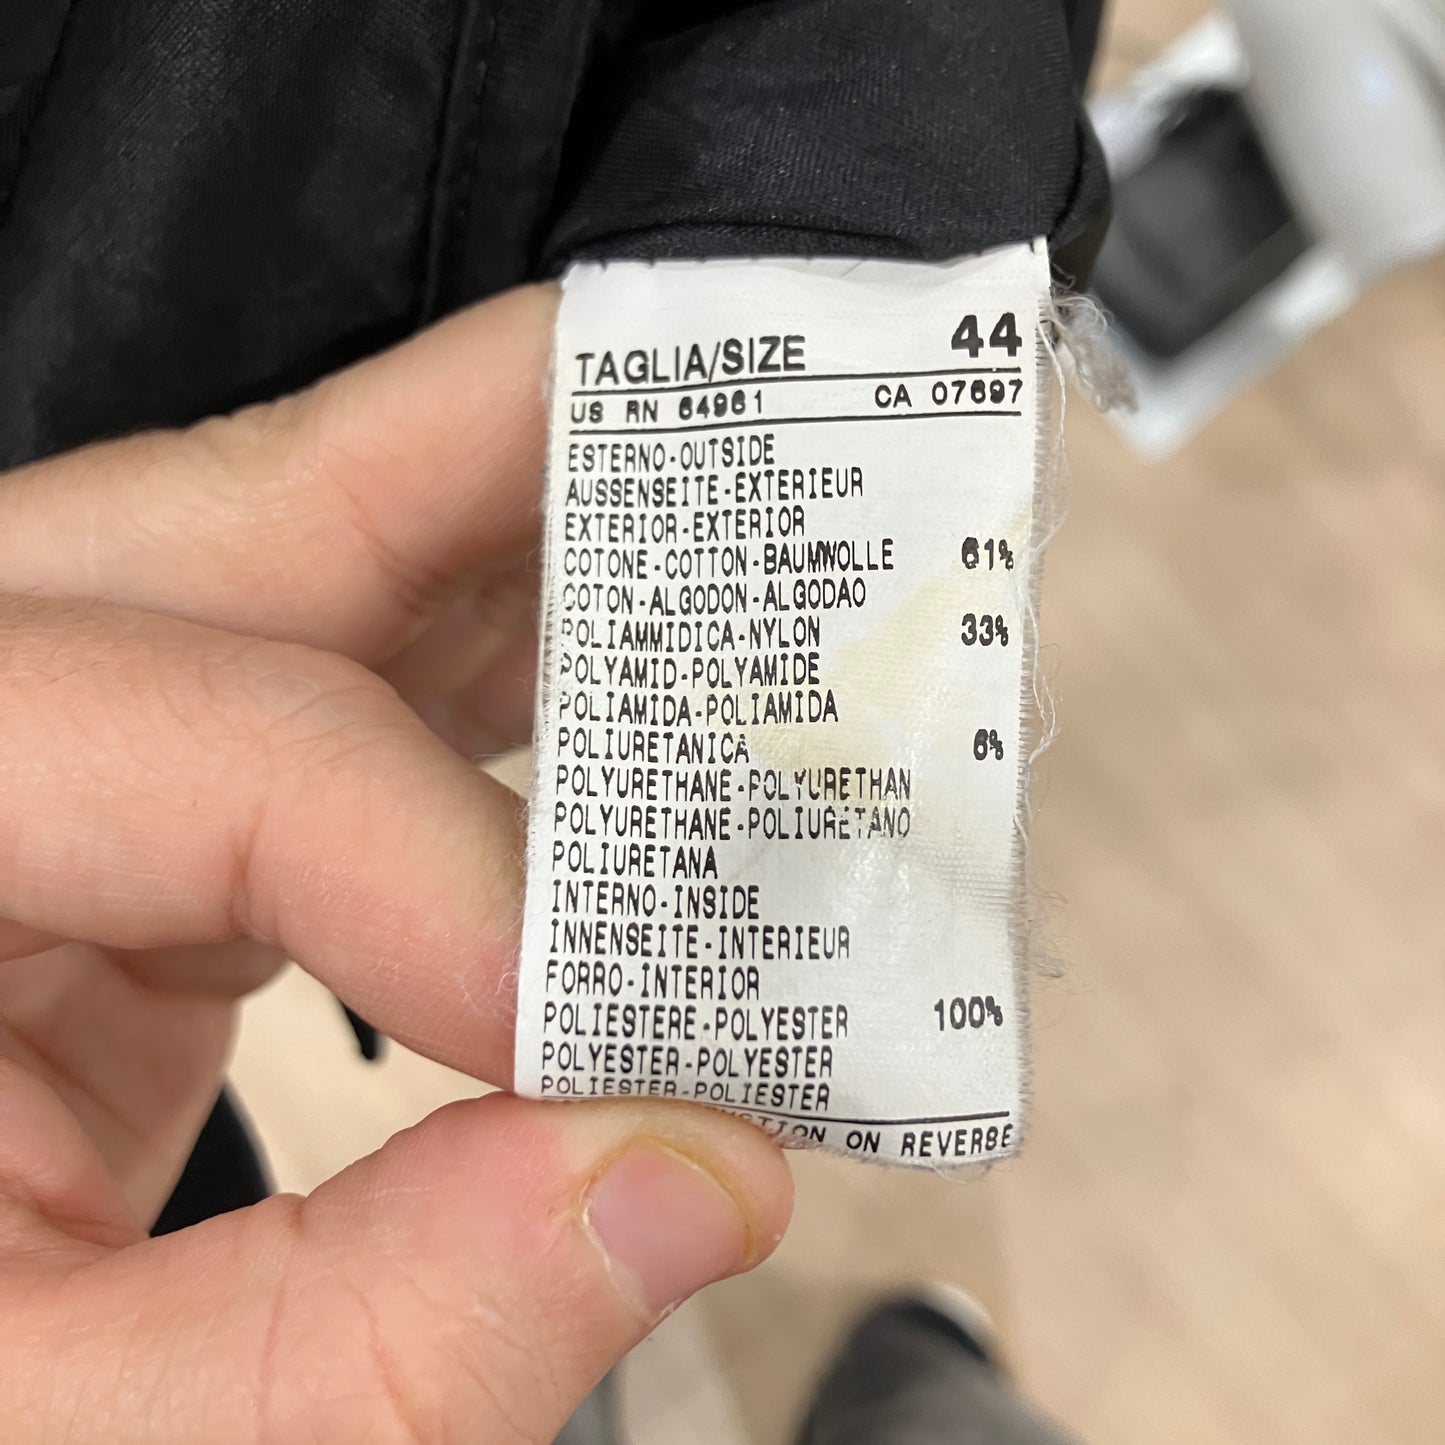 TAGLIA/SIZE 44
US RN 64961 CA 07697
ESTERNO-OUTSIDE
AUSSENSEITE-EXTERIEUR
EXTERIOR-EXTERIOR
COTONE-COTTON-BAUMWOLLE 61%
COTON-ALGODON-ALGODAO
POLIAMMIDICA-NYLON 33%
POLYAMID-POLYAMIDE
POLIAMIDA-POLIAMIDA
POLIURETANICA 6%
POLYURETHANE-POLYURETHAN
POLYURETHANE-POLIURETANO
POLIURETANA
INTERNO-INSIDE
INNENSEITE-INTERIEUR
FORRO-INTERIOR
POLIESTERE-POLYESTER 100%
POLYESTER-POLYESTER
POLIESTER-POLIESTER
ON REVERSE